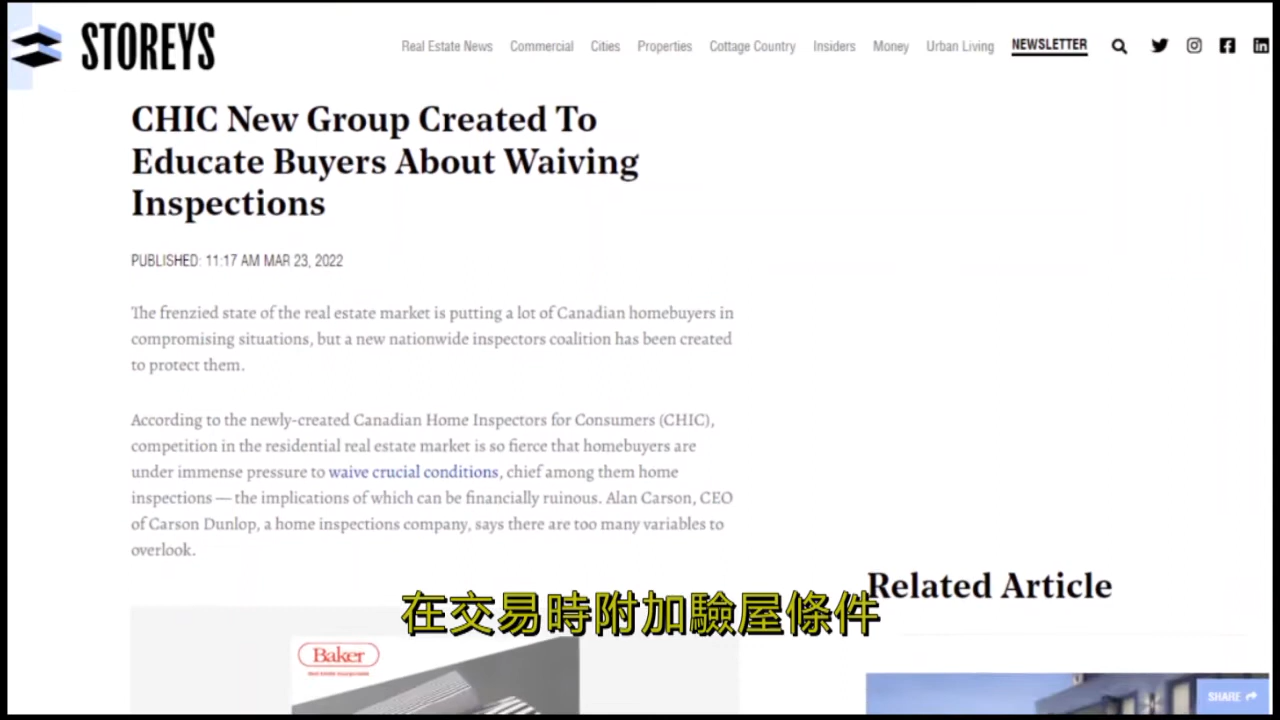 STOREYS
Real Estate News Commercial Cities Properties Cottage Country Insiders Money Urban Living NEWSLETTER
CHIC New Group Created To
Educate Buyers About Waiving
Inspections
PUBLISHED: 11:17 AM MAR 23, 2022
The frenzied state of the real estate market is putting a lot of Canadian homebuyers in
compromising situations, but a new nationwide inspectors coalition has been created
to protect them.
According to the newly-created Canadian Home Inspectors for Consumers (CHIC),
competition in the residential real estate market is so fierce that homebuyers are
under immense pressure to waive crucial conditions, chief among them home
inspections — the implications of which can be financially ruinous. Alan Carson, CEO
of Carson Dunlop, a home inspections company, says there are too many variables to
overlook.
Related Article
在交易時附加驗屋條件
Baker
SHARE